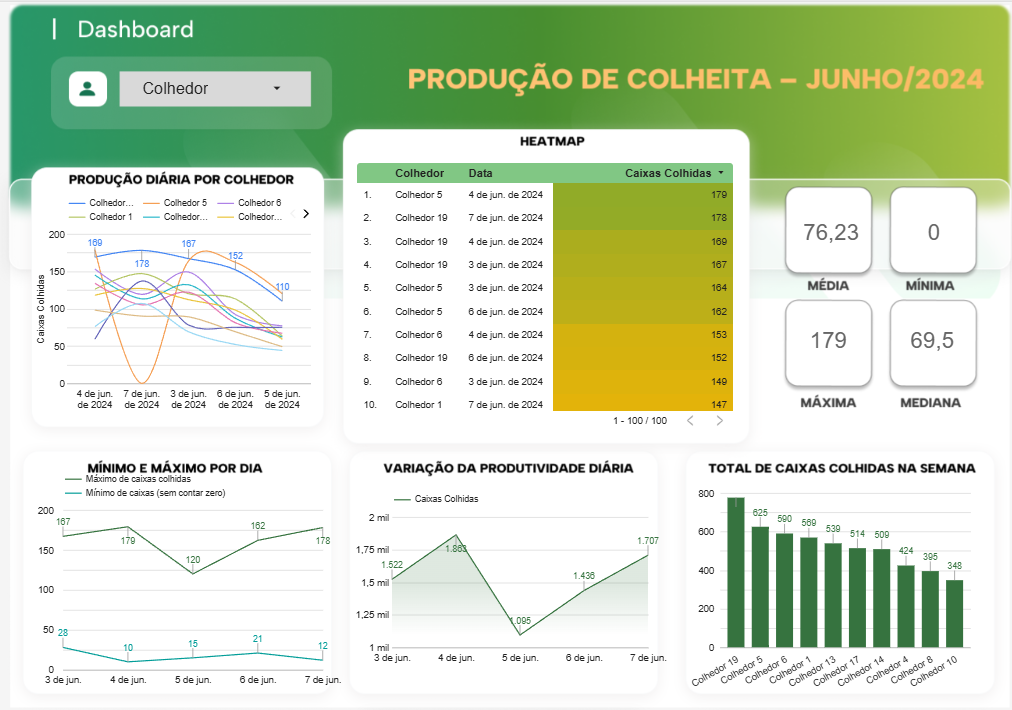 Dashboard
Colhedor
PRODUÇÃO DE COLHEITA – JUNHO/2024
PRODUÇÃO DIÁRIA POR COLHEDOR
Colhedor... Colhedor 5 Colhedor 6
Colhedor 1 Colhedor... Colhedor...
Caixas Colhidas
200
150
100
50
0
169
178
167
152
110
4 de jun. de 2024
7 de jun. de 2024
3 de jun. de 2024
6 de jun. de 2024
5 de jun. de 2024
HEATMAP
Colhedor Data Caixas Colhidas
1. Colhedor 5 4 de jun. de 2024 179
2. Colhedor 19 7 de jun. de 2024 178
3. Colhedor 19 4 de jun. de 2024 169
4. Colhedor 19 3 de jun. de 2024 167
5. Colhedor 5 3 de jun. de 2024 164
6. Colhedor 5 6 de jun. de 2024 162
7. Colhedor 6 4 de jun. de 2024 153
8. Colhedor 19 6 de jun. de 2024 152
9. Colhedor 6 3 de jun. de 2024 149
10. Colhedor 1 7 de jun. de 2024 147
1 - 100 / 100
76,23
MÉDIA
0
MÍNIMA
179
MÁXIMA
69,5
MEDIANA
MÍNIMO E MÁXIMO POR DIA
Máximo de caixas colhidas
Mínimo de caixas (sem contar zero)
200
150
100
50
0
167
179
120
162
178
28
10
15
21
12
3 de jun. 4 de jun. 5 de jun. 6 de jun. 7 de jun.
VARIAÇÃO DA PRODUTIVIDADE DIÁRIA
Caixas Colhidas
2 mil
1,75 mil
1,5 mil
1,25 mil
1 mil
1.522
1.863
1.095
1.436
1.707
3 de jun. 4 de jun. 5 de jun. 6 de jun. 7 de jun.
TOTAL DE CAIXAS COLHIDAS NA SEMANA
800
600
400
200
0
625
590
569
539
514
509
424
395
348
Colhedor 19
Colhedor 5
Colhedor 6
Colhedor 1
Colhedor 13
Colhedor 17
Colhedor 14
Colhedor 4
Colhedor 8
Colhedor 10